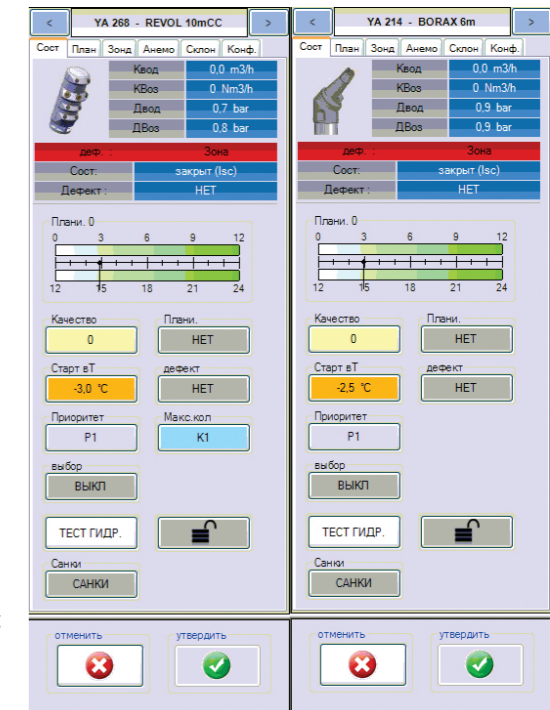 < YA 268 - REVOL 10mCC >
Сост План Зонд Анемо Склон Конф.
Квод 0,0 m3/h
КВоз 0 Nm3/h
Двод 0,7 bar
ДВоз 0,8 bar
деф. : Зона
Сост: закрыт (Isc)
Дефект : НЕТ
Плани. 0
0 3 6 9 12
12 15 18 21 24
Качество Плани.
0 НЕТ
Старт вТ дефект
-3,0 °C НЕТ
Приоритет Макс.кол
P1 K1
выбор
ВЫКЛ
ТЕСТ ГИДР.
Санки
САНКИ
отменить утвердить
< YA 214 - BORAX 6m >
Сост План Зонд Анемо Склон Конф.
Квод 0,0 m3/h
КВоз 0 Nm3/h
Двод 0,9 bar
ДВоз 0,9 bar
деф. : Зона
Сост: закрыт (Isc)
Дефект : НЕТ
Плани. 0
0 3 6 9 12
12 15 18 21 24
Качество Плани.
0 НЕТ
Старт вТ дефект
-2,5 °C НЕТ
Приоритет
P1
выбор
ВЫКЛ
ТЕСТ ГИДР.
Санки
САНКИ
отменить утвердить